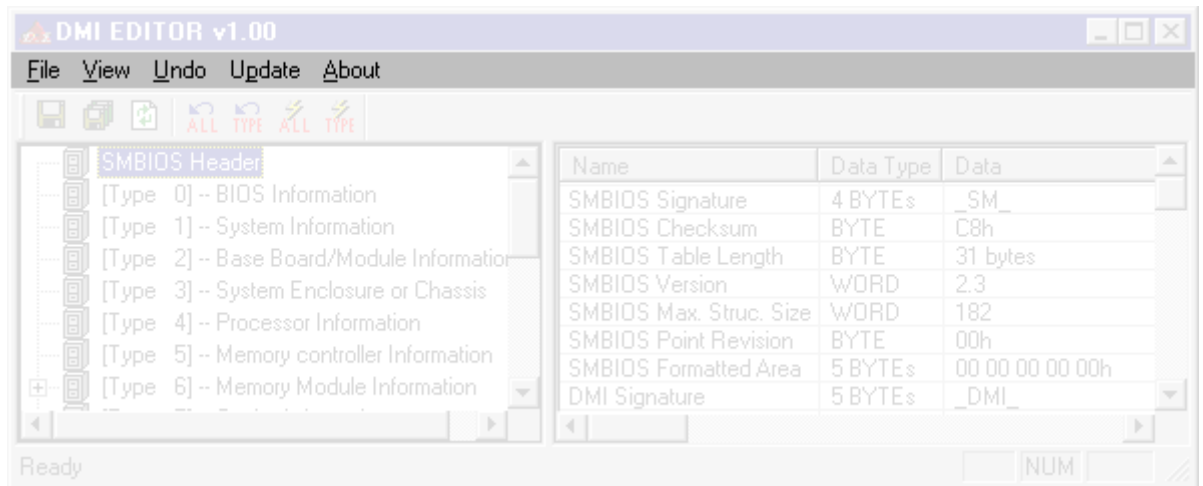 DMI EDITOR v1.00
File View Undo Update About
ALL TYPE ALL TYPE
SMBIOS Header
[Type 0] -- BIOS Information
[Type 1] -- System Information
[Type 2] -- Base Board/Module Information
[Type 3] -- System Enclosure or Chassis
[Type 4] -- Processor Information
[Type 5] -- Memory controller Information
[Type 6] -- Memory Module Information
Name Data Type Data
SMBIOS Signature 4 BYTEs _SM_
SMBIOS Checksum BYTE C8h
SMBIOS Table Length BYTE 31 bytes
SMBIOS Version WORD 2.3
SMBIOS Max. Struc. Size WORD 182
SMBIOS Point Revision BYTE 00h
SMBIOS Formatted Area 5 BYTEs 00 00 00 00 00h
DMI Signature 5 BYTEs _DMI_
Ready NUM